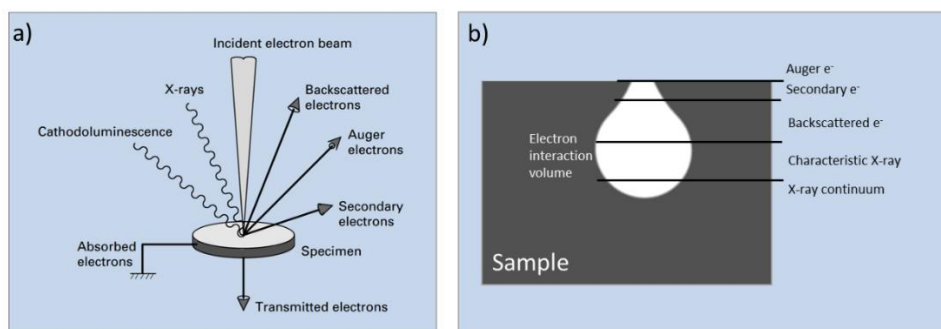 a)
Incident electron beam
X-rays
Backscattered
electrons
Cathodoluminescence
Auger
electrons
Secondary
electrons
Absorbed
electrons
Specimen
Transmitted electrons
b)
Auger e-
Secondary e-
Backscattered e-
Electron
interaction
volume
Characteristic X-ray
X-ray continuum
Sample